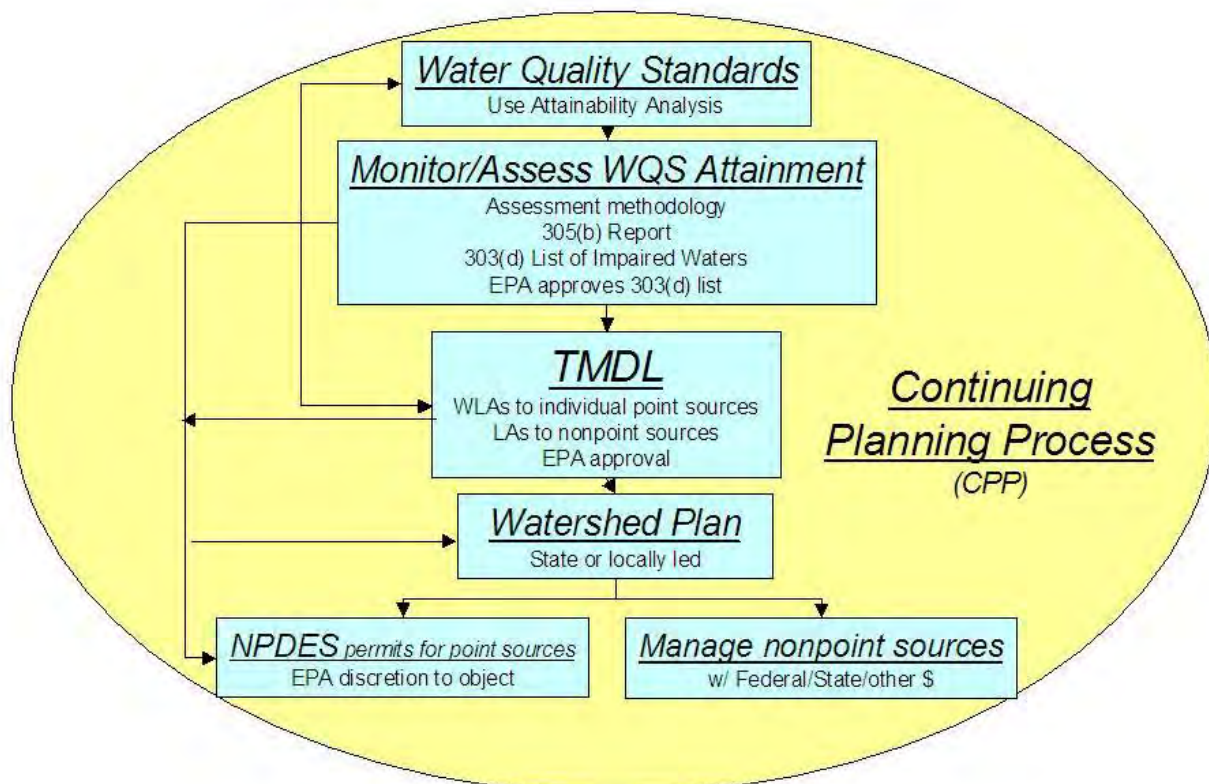 Water Quality Standards
Use Attainability Analysis
Monitor/Assess WQS Attainment
Assessment methodology
305(b) Report
303(d) List of Impaired Waters
EPA approves 303(d) list
TMDL
WLAs to individual point sources
LAs to nonpoint sources
EPA approval
Continuing
Planning Process
(CPP)
Watershed Plan
State or locally led
NPDES permits for point sources
EPA discretion to object
Manage nonpoint sources
w/ Federal/State/other $